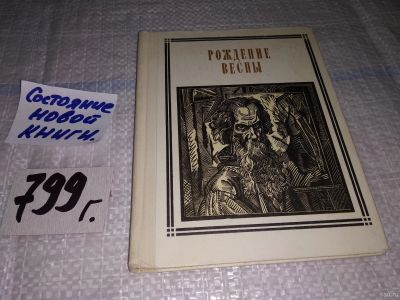 РОЖДЕНИЕ
ВЕСНЫ
Состояние
новой
книги.
799г.